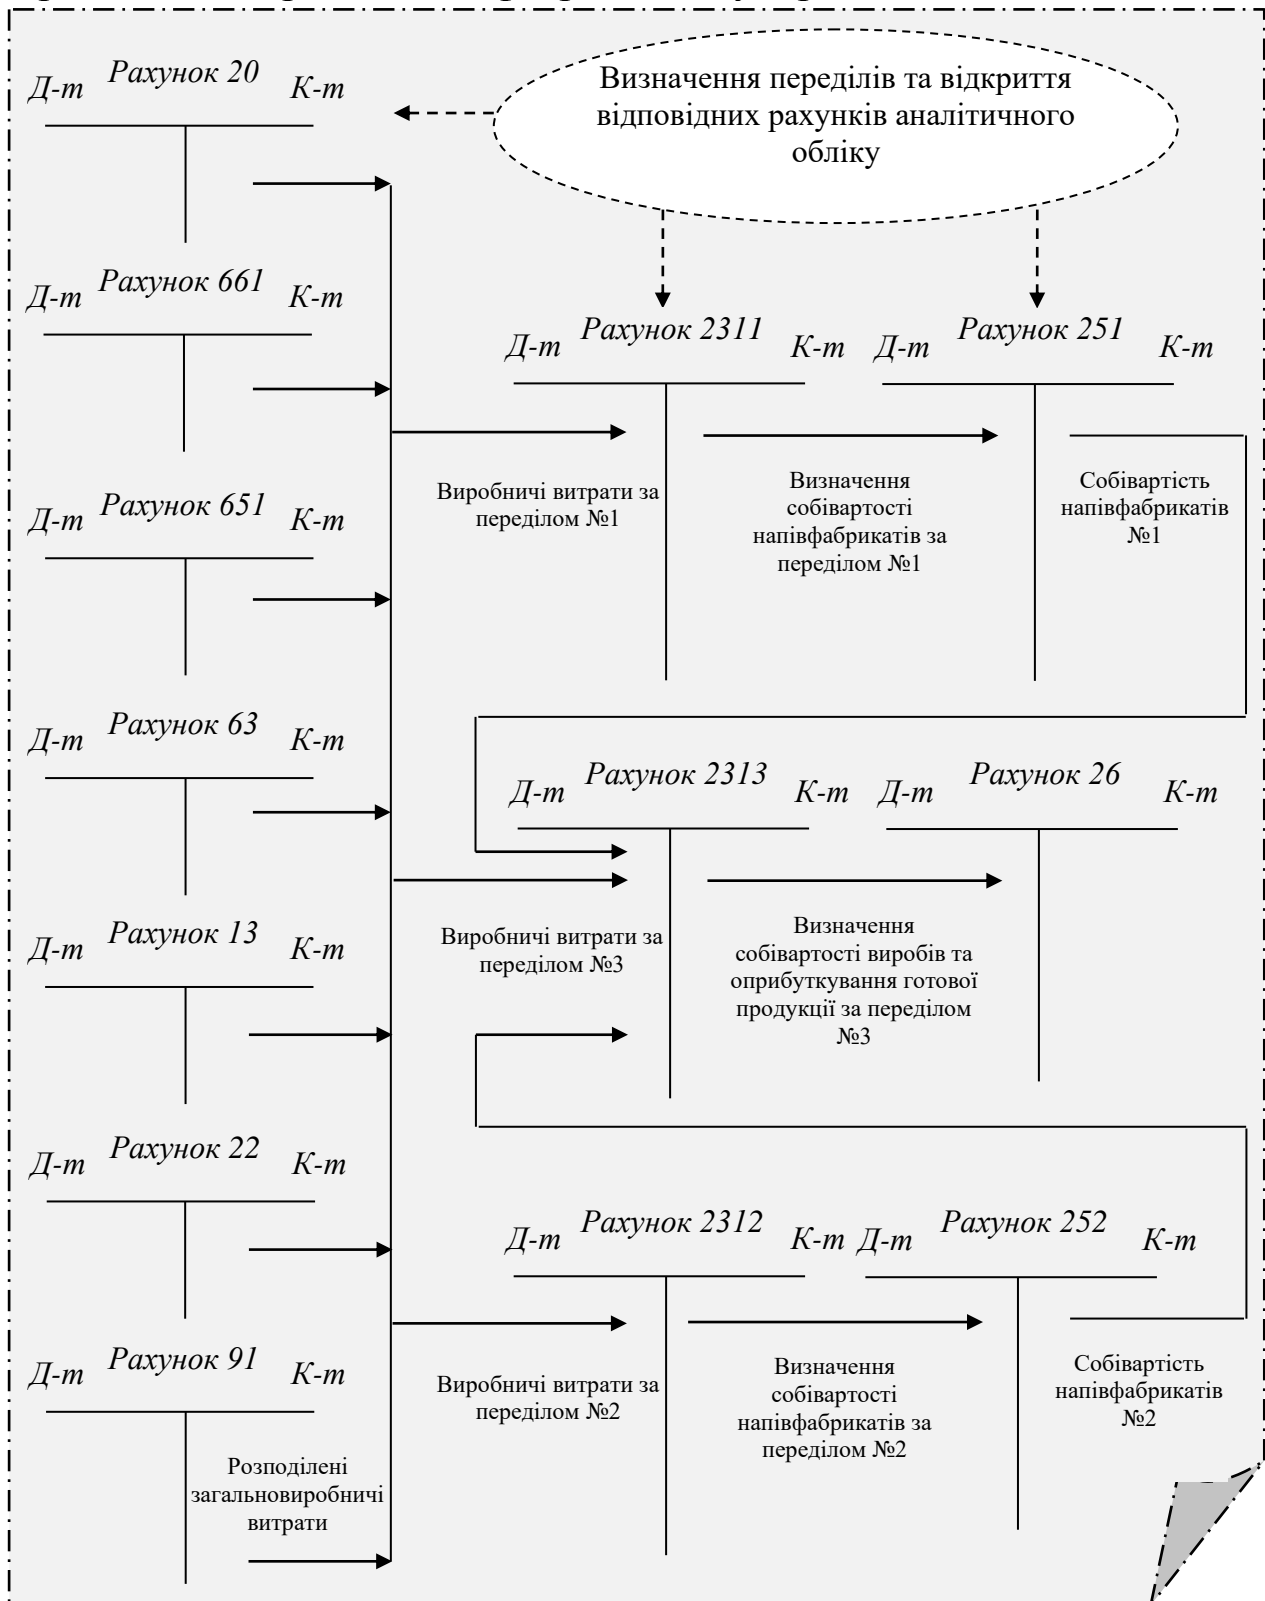 Рахунок 20
Д-т
К-т
Визначення переділів та відкриття
відповідних рахунків аналітичного
обліку
Рахунок 661
Д-т
К-т
Рахунок 2311
Д-т
К-т
Рахунок 251
Д-т
К-т
Виробничі витрати за
переділом №1
Визначення
собівартості
напівфабрикатів за
переділом №1
Собівартість
напівфабрикатів
№1
Рахунок 651
Д-т
К-т
Рахунок 63
Д-т
К-т
Рахунок 2313
Д-т
К-т
Рахунок 26
Д-т
К-т
Рахунок 13
Д-т
К-т
Виробничі витрати за
переділом №3
Визначення
собівартості виробів та
оприбуткування готової
продукції за переділом
№3
Рахунок 22
Д-т
К-т
Рахунок 2312
Д-т
К-т
Рахунок 252
Д-т
К-т
Рахунок 91
Д-т
К-т
Виробничі витрати за
переділом №2
Визначення
собівартості
напівфабрикатів за
переділом №2
Собівартість
напівфабрикатів
№2
Розподілені
загальновиробничі
витрати